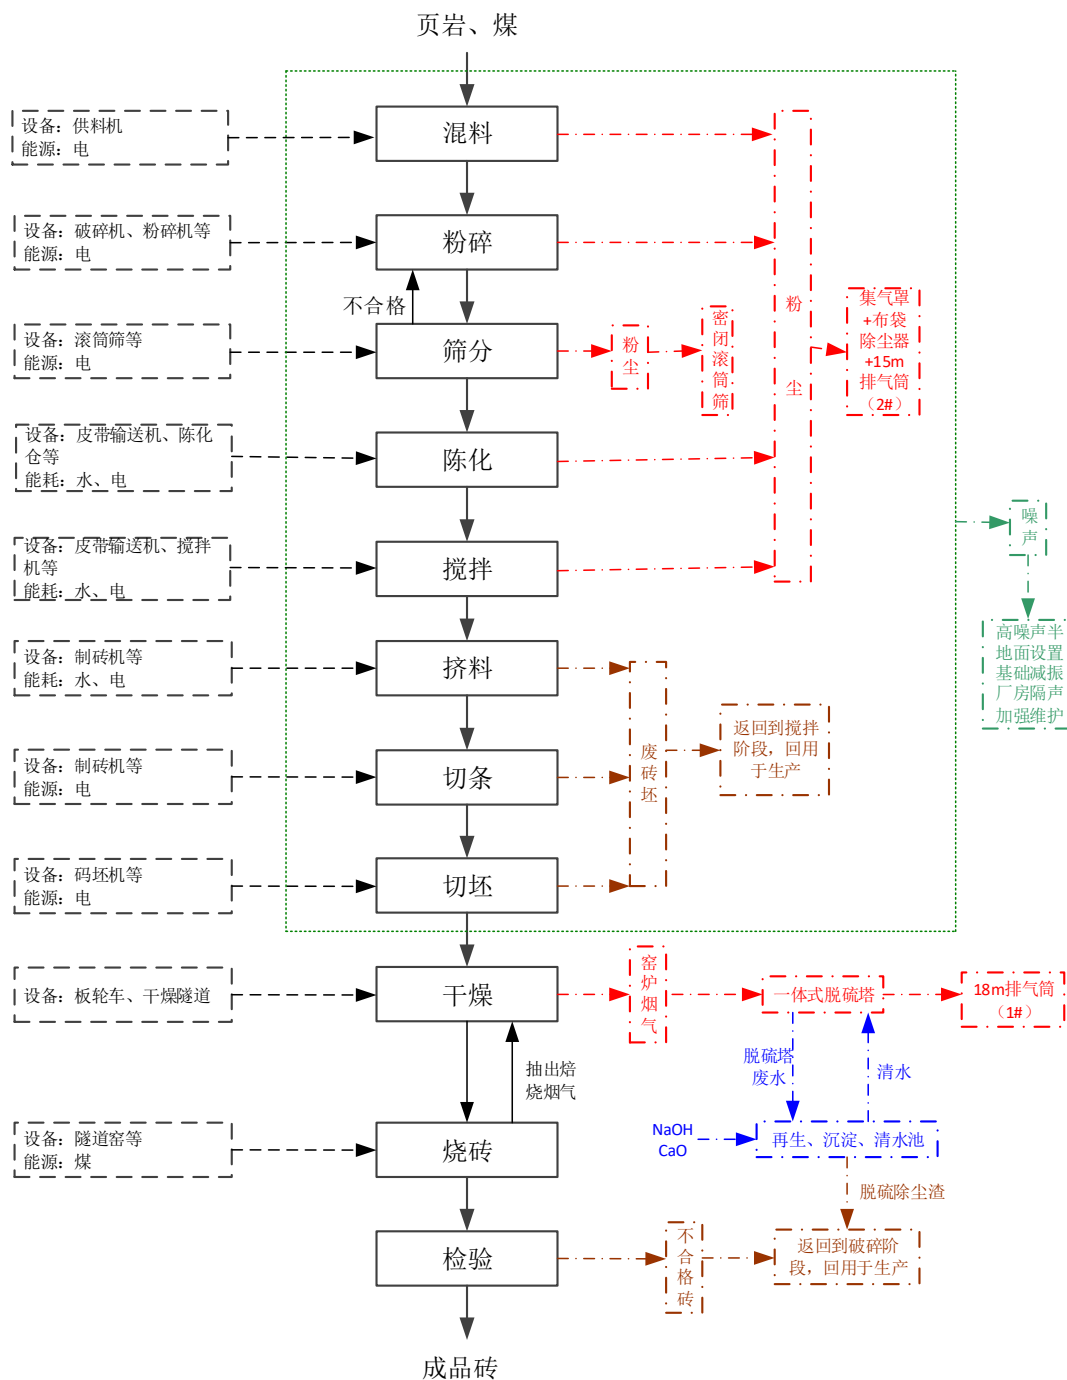 页岩、煤
设备：供料机
能源：电
混料
设备：破碎机、粉碎机等
能源：电
粉碎
不合格
设备：滚筒筛等
能源：电
筛分
粉尘
密闭滚筒筛
粉尘
集气罩
+布袋
除尘器
+15m
排气筒
（2#）
设备：皮带输送机、陈化
仓等
能耗：水、电
陈化
设备：皮带输送机、搅拌
机等
能耗：水、电
搅拌
噪声
高噪声半
地面设置
基础减振
厂房隔声
加强维护
设备：制砖机等
能耗：水、电
挤料
设备：制砖机等
能源：电
切条
废砖坯
返回到搅拌
阶段，回用
于生产
设备：码坯机等
能源：电
切坯
设备：板轮车、干燥隧道
干燥
窑炉烟气
一体式脱硫塔
18m排气筒
（1#）
抽出焙
烧烟气
脱硫塔
废水
清水
设备：隧道窑等
能源：煤
烧砖
NaOH
CaO
再生、沉淀、清水池
脱硫除尘渣
检验
不合格砖
返回到破碎阶
段，回用于生产
成品砖